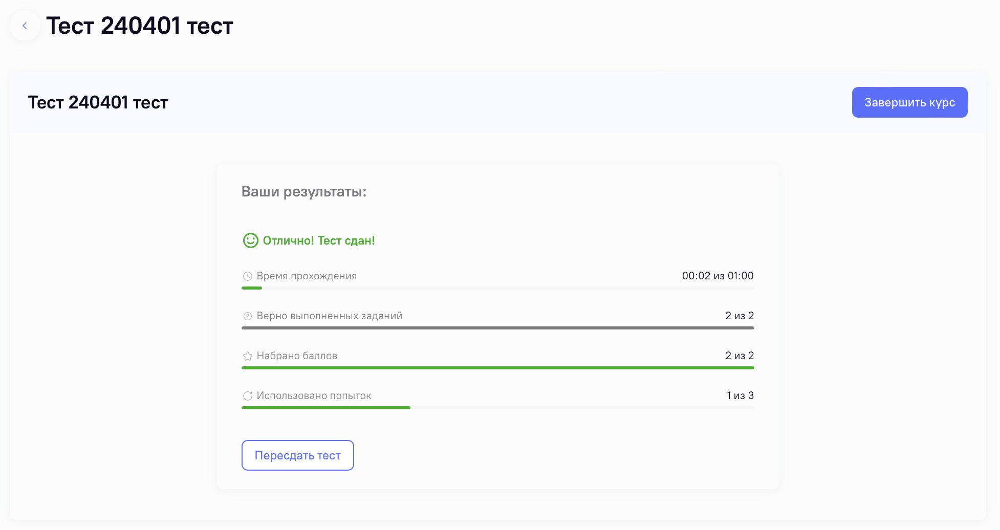 Тест 240401 тест
Тест 240401 тест
Завершить курс
Ваши результаты:
Отлично! Тест сдан!
Время прохождения 00:02 из 01:00
Верно выполненных заданий 2 из 2
Набрано баллов 2 из 2
Использовано попыток 1 из 3
Пересдать тест